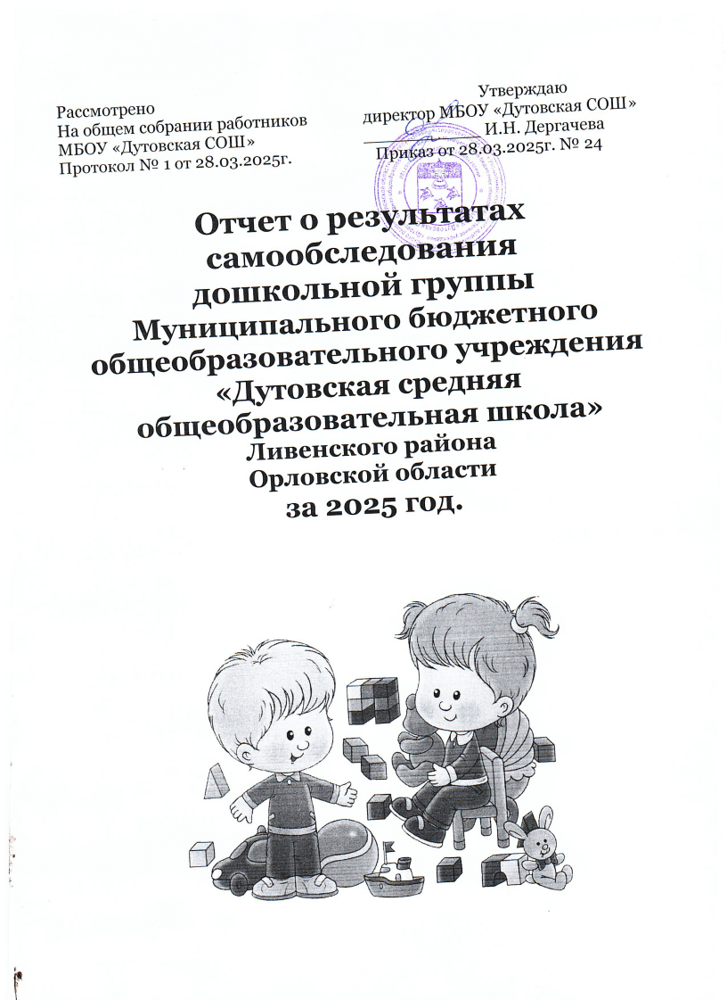 Рассмотрено
На общем собрании работников
МБОУ «Дутовская СОШ»
Протокол № 1 от 28.03.2025г.
Утверждаю
директор МБОУ «Дутовская СОШ»
И.Н. Дергачева
Приказ от 28.03.2025г. № 24
Отчет о результатах
самообследования
дошкольной группы
Муниципального бюджетного
общеобразовательного учреждения
«Дутовская средняя
общеобразовательная школа»
Ливенского района
Орловской области
за 2025 год.